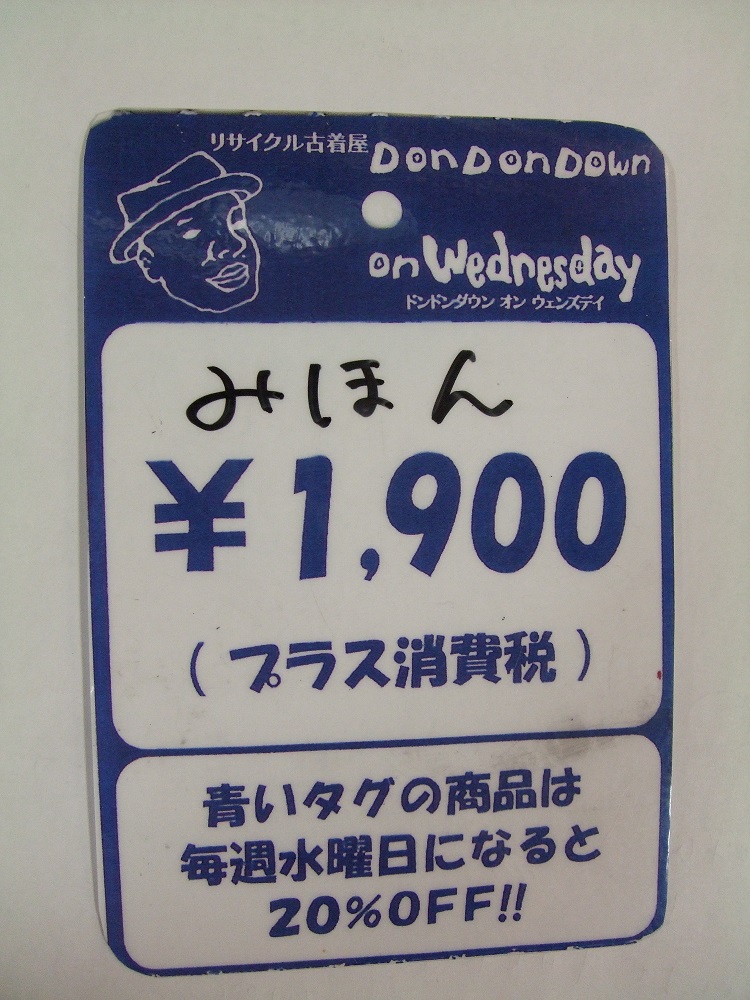 リサイクル古着屋 DonDonDown
on Wednesday
ドンドンダウン オン ウェンズデイ
みほん
¥1,900
(プラス消費税)
青いタグの商品は
毎週水曜日になると
20%OFF!!